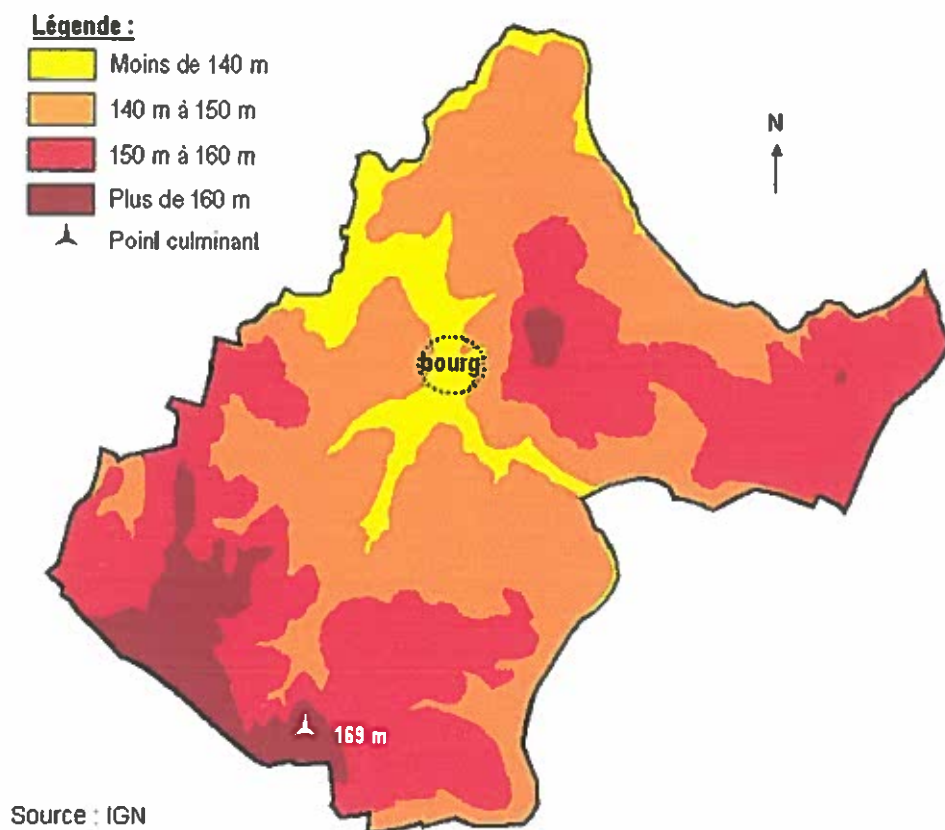 Légende :
Moins de 140 m
140 m à 150 m
150 m à 160 m
Plus de 160 m
Point culminant
N
bourg
169 m
Source : IGN